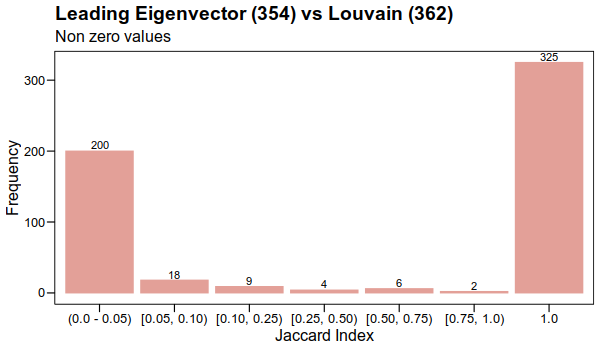 Leading Eigenvector (354) vs Louvain (362)
Non zero values
Frequency
300
200
100
0
200
18
9
4
6
2
325
(0.0 - 0.05) [0.05, 0.10) [0.10, 0.25) [0.25, 0.50) [0.50, 0.75) [0.75, 1.0) 1.0
Jaccard Index